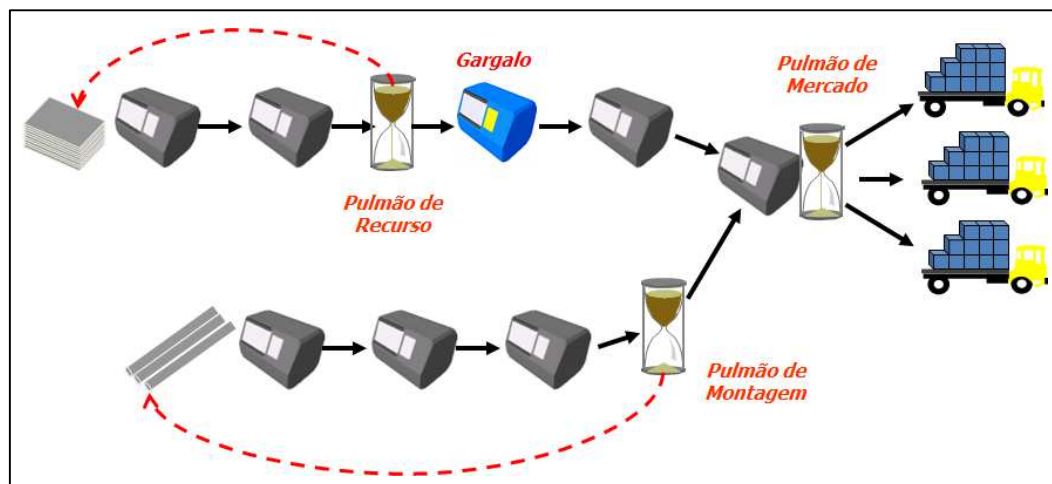 Gargalo
Pulmão de
Mercado
Pulmão de
Recurso
Pulmão de
Montagem